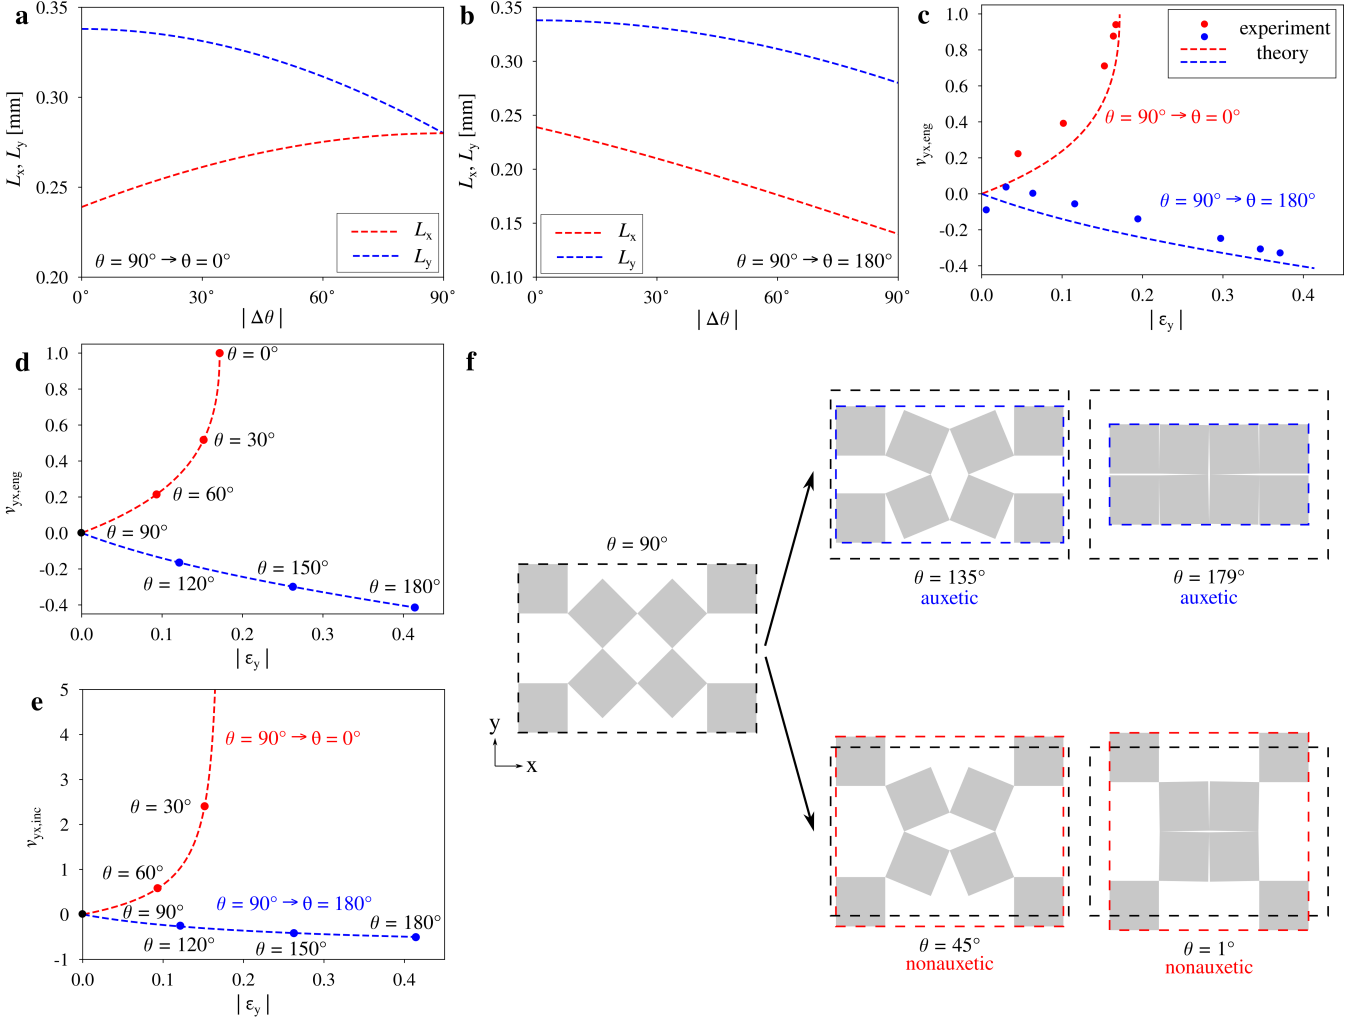 a
0.35
0.30
0.25
0.20
Lx, Ly [mm]
Lx
Ly
θ = 90° → θ = 0°
0° 30° 60° 90°
| Δθ |
b
0.35
0.30
0.25
0.20
0.15
0.10
Lx, Ly [mm]
Lx
Ly
θ = 90° → θ = 180°
0° 30° 60° 90°
| Δθ |
c
1.0
0.8
0.6
0.4
0.2
0.0
-0.2
-0.4
νyx,eng
experiment
theory
θ = 90° → θ = 0°
θ = 90° → θ = 180°
0.0 0.1 0.2 0.3 0.4
| εy |
d
1.0
0.8
0.6
0.4
0.2
0.0
-0.2
-0.4
νyx,eng
θ = 0°
θ = 30°
θ = 60°
θ = 90°
θ = 120°
θ = 150°
θ = 180°
0.0 0.1 0.2 0.3 0.4
| εy |
e
5
4
3
2
1
0
-1
νyx,inc
θ = 90° → θ = 0°
θ = 30°
θ = 60°
θ = 90°
θ = 90° → θ = 180°
θ = 120°
θ = 150°
θ = 180°
0.0 0.1 0.2 0.3 0.4
| εy |
f
θ = 90°
y
x
θ = 135°
auxetic
θ = 179°
auxetic
θ = 45°
nonauxetic
θ = 1°
nonauxetic